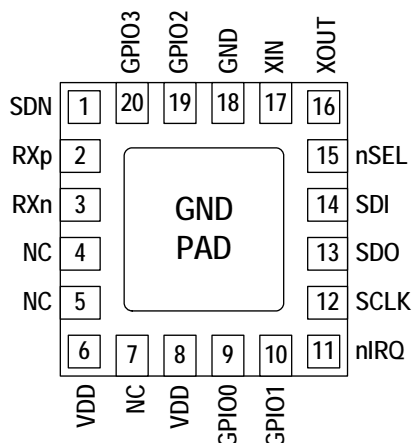 GPIO3 GPIO2 GND XIN XOUT
SDN 1 20 19 18 17 16
RXp 2 15 nSEL
RXn 3 GND 14 SDI
NC 4 PAD 13 SDO
NC 5 12 SCLK
6 7 8 9 10 11 nIRQ
VDD NC VDD GPIO0 GPIO1